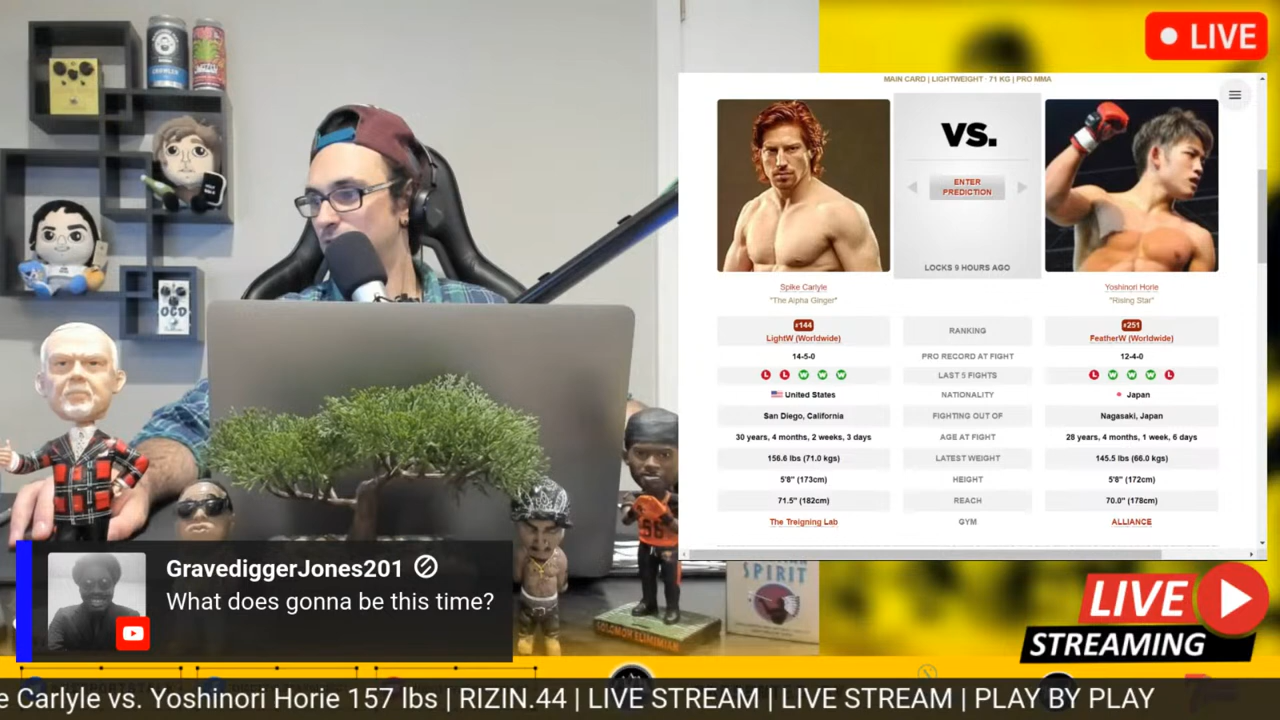 LIVE
MAIN CARD | LIGHTWEIGHT · 71 KG | PRO MMA
VS.
ENTER
PREDICTION
LOCKS 9 HOURS AGO
Spike Carlyle
"The Alpha Ginger"
Yoshinori Horie
"Rising Star"
#144
LightW (Worldwide)
RANKING
#251
FeatherW (Worldwide)
14-5-0
PRO RECORD AT FIGHT
12-4-0
L L W W W
LAST 5 FIGHTS
L W W W L
United States
NATIONALITY
Japan
San Diego, California
FIGHTING OUT OF
Nagasaki, Japan
30 years, 4 months, 2 weeks, 3 days
AGE AT FIGHT
28 years, 4 months, 1 week, 6 days
156.6 lbs (71.0 kgs)
LATEST WEIGHT
145.5 lbs (66.0 kg)
5'8" (173cm)
HEIGHT
5'8" (172cm)
71.5" (182cm)
REACH
70.0" (178cm)
The Treigning Lab
GYM
ALLIANCE
OCD
56
SOLOMON ELIMIMIAN
SPIRIT
GravediggerJones201
What does gonna be this time?
LIVE
STREAMING
e Carlyle vs. Yoshinori Horie 157 lbs | RIZIN.44 | LIVE STREAM | LIVE STREAM | PLAY BY PLAY